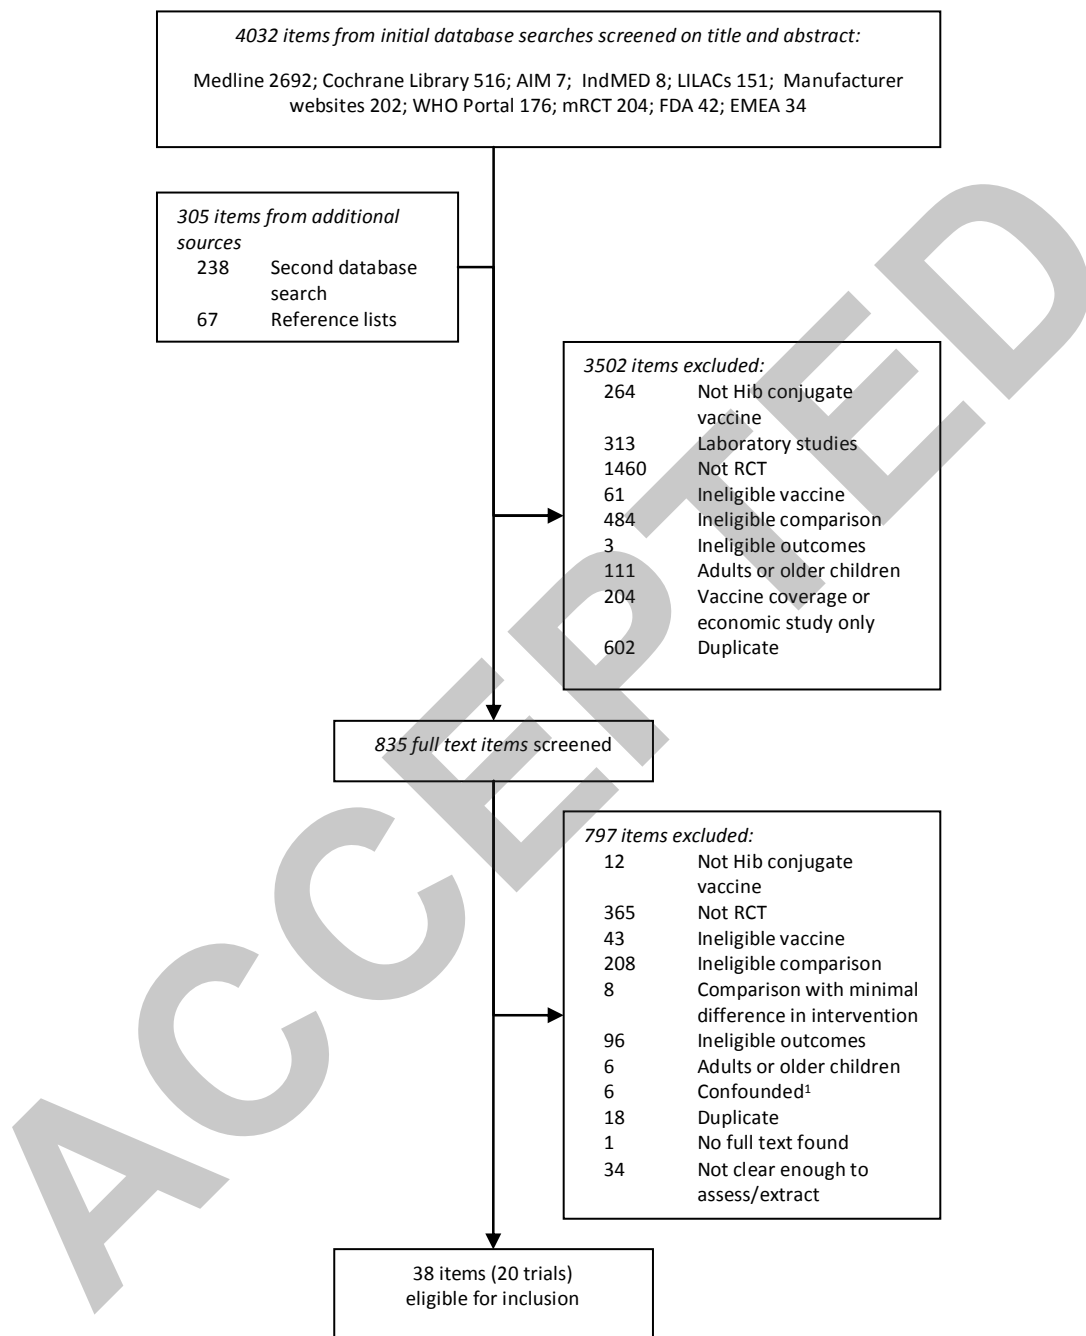 4032 items from initial database searches screened on title and abstract:
Medline 2692; Cochrane Library 516; AIM 7;  IndMED 8; LILACs 151;  Manufacturer
websites 202; WHO Portal 176; mRCT 204; FDA 42; EMEA 34
305 items from additional
sources
238 Second database
search
67 Reference lists
3502 items excluded:
264 Not Hib conjugate
vaccine
313 Laboratory studies
1460 Not RCT
61 Ineligible vaccine
484 Ineligible comparison
3 Ineligible outcomes
111 Adults or older children
204 Vaccine coverage or
economic study only
602 Duplicate
835 full text items screened
797 items excluded:
12 Not Hib conjugate
vaccine
365 Not RCT
43 Ineligible vaccine
208 Ineligible comparison
8 Comparison with minimal
difference in intervention
96 Ineligible outcomes
6 Adults or older children
6 Confounded¹
18 Duplicate
1 No full text found
34 Not clear enough to
assess/extract
38 items (20 trials)
eligible for inclusion
ACCEPTED